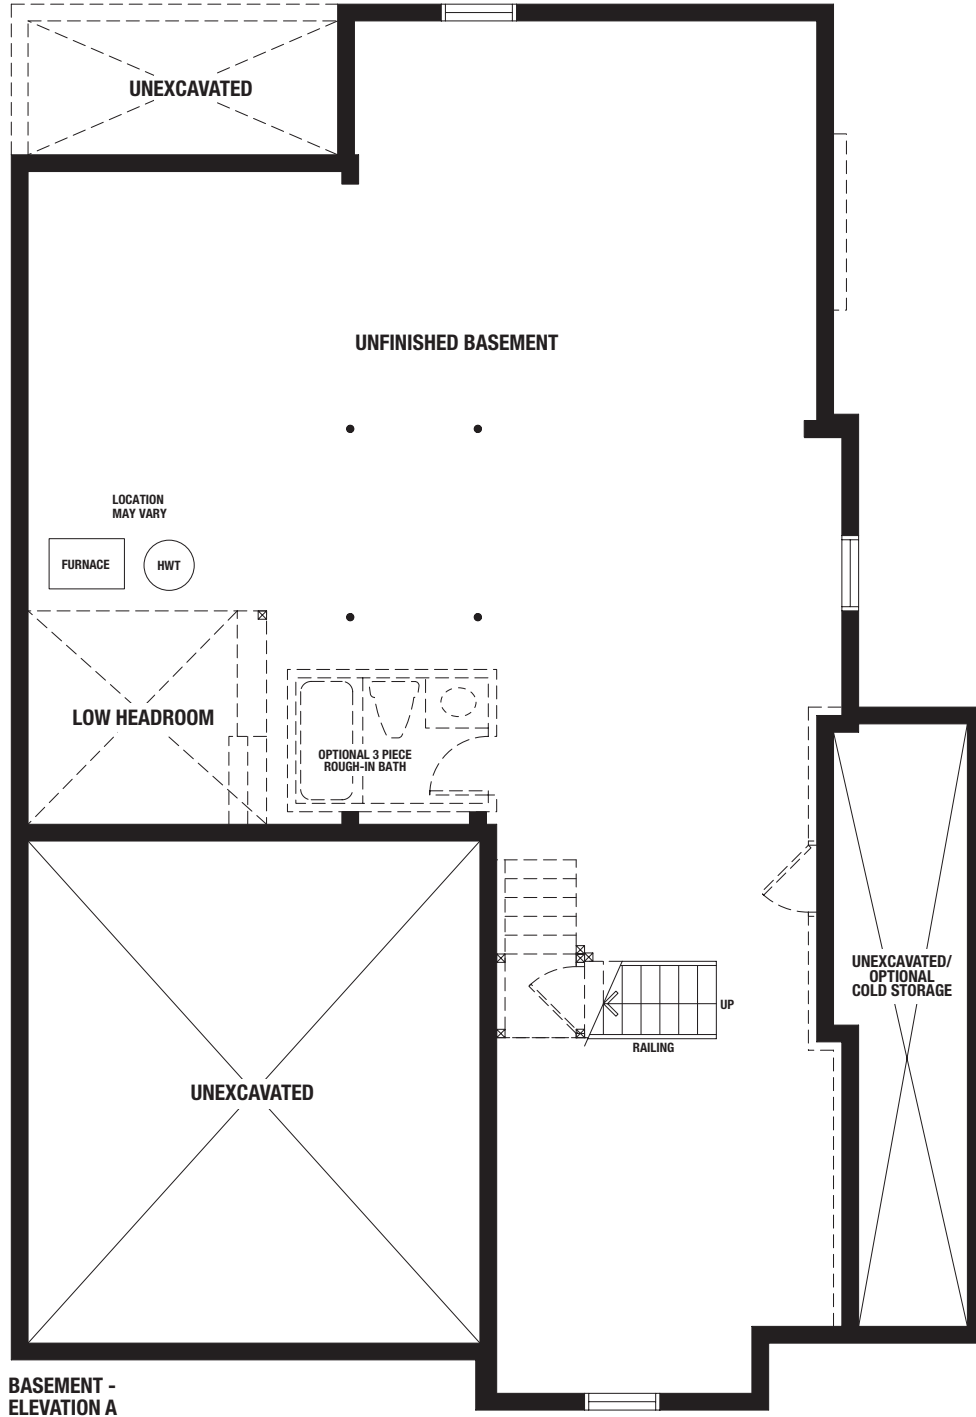 UNEXCAVATED
UNFINISHED BASEMENT
LOCATION
MAY VARY
FURNACE
HWT
LOW HEADROOM
OPTIONAL 3 PIECE
ROUGH-IN BATH
UNEXCAVATED/
OPTIONAL
COLD STORAGE
UP
RAILING
UNEXCAVATED
BASEMENT -
ELEVATION A